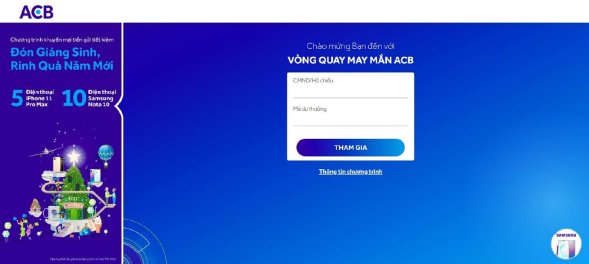 ACB
Chương trình khuyến mại tiền gửi tiết kiệm
Đón Giáng Sinh,
Rinh Quà Năm Mới
5 Điện thoại iPhone 11 Pro Max
10 Điện thoại Samsung Note 10
Chào mừng Bạn đến với
VÒNG QUAY MAY MẮN ACB
CMND/Hộ chiếu
Mã dự thưởng
THAM GIA
Thông tin chương trình
SAMSUNG